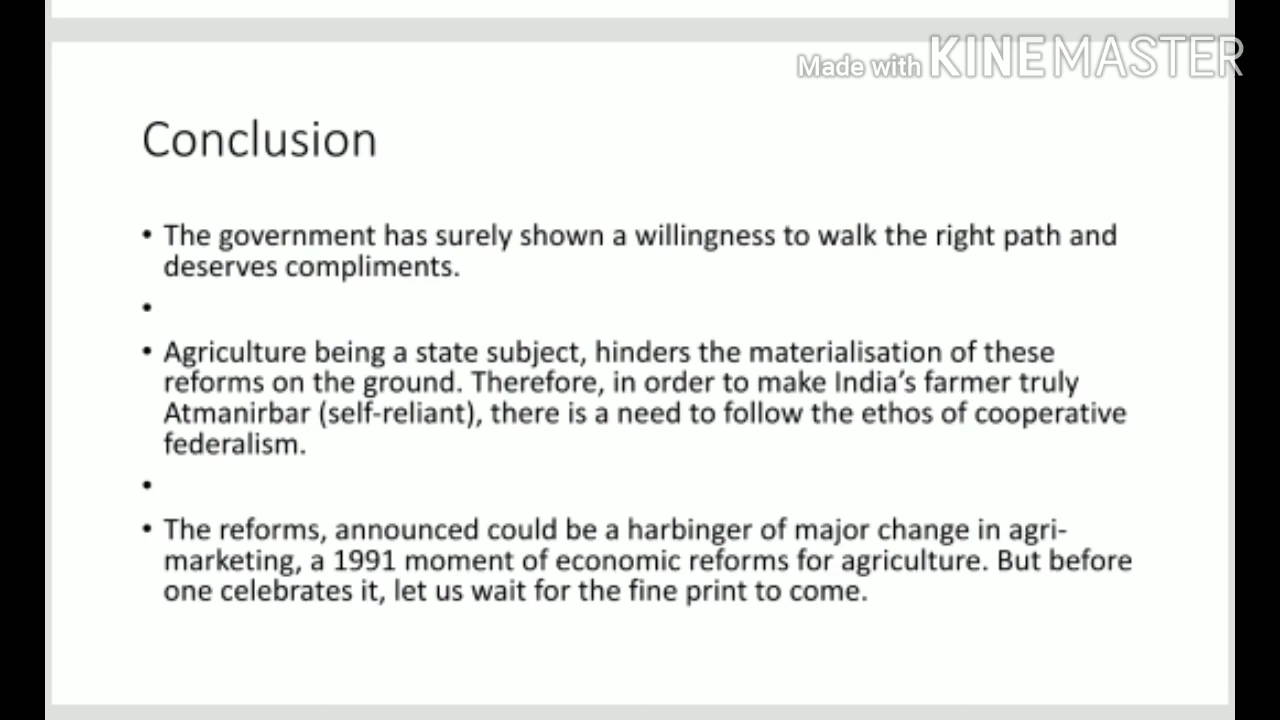 Made with KINEMASTER
Conclusion
• The government has surely shown a willingness to walk the right path and
deserves compliments.
•
• Agriculture being a state subject, hinders the materialisation of these
reforms on the ground. Therefore, in order to make India’s farmer truly
Atmanirbar (self-reliant), there is a need to follow the ethos of cooperative
federalism.
•
• The reforms, announced could be a harbinger of major change in agri-
marketing, a 1991 moment of economic reforms for agriculture. But before
one celebrates it, let us wait for the fine print to come.